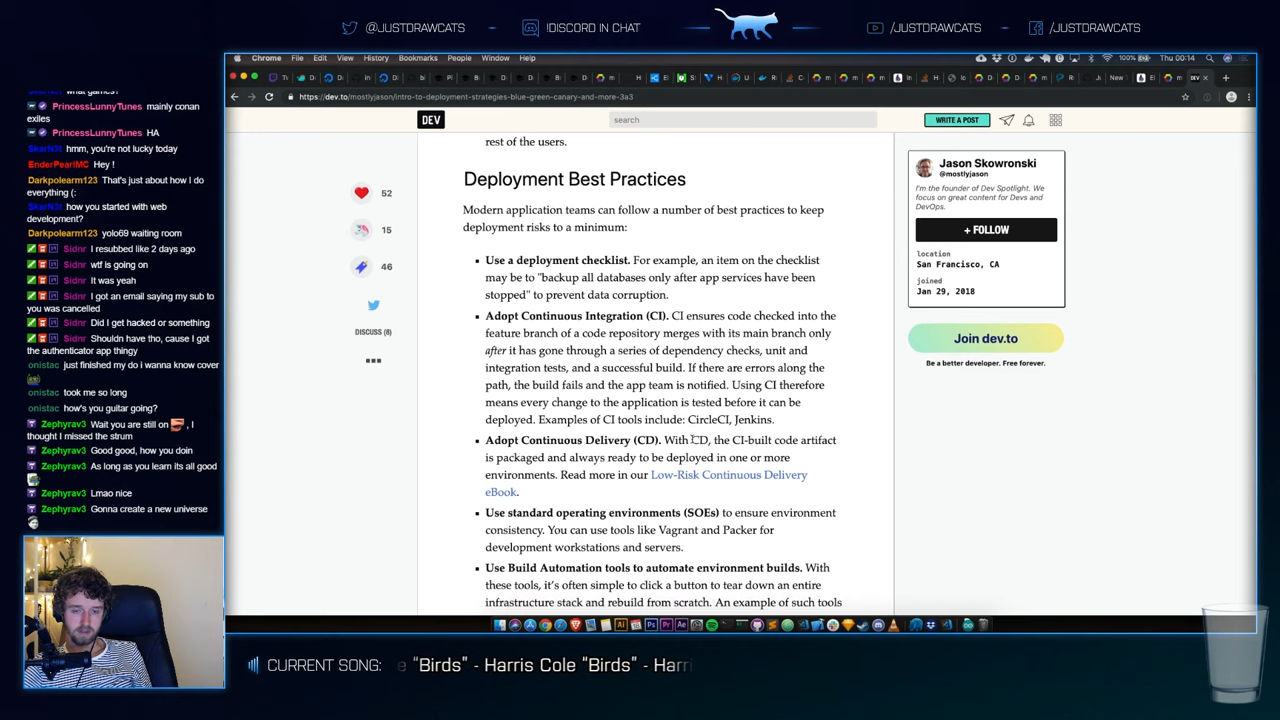 @JUSTDRAWCATS
!DISCORD IN CHAT
/JUSTDRAWCATS
/JUSTDRAWCATS
Chrome File Edit View History Bookmarks People Window Help
100% Thu 00:14
https://dev.to/mostlyjason/intro-to-deployment-strategies-blue-green-canary-and-more-3a3
DEV
search
WRITE A POST
what games?
PrincessLunnyTunes mainly conan
exiles
PrincessLunnyTunes HA
hmm, you're not lucky today
EnderPearlMC Hey !
Darkpolearm123 That's just about how I do
everything (:
how you started with web
development?
Darkpolearm123 yolo69 waiting room
Sidnr I resubbed like 2 days ago
Sidnr wtf is going on
Sidnr It was yeah
Sidnr I got an email saying my sub to
you was cancelled
Sidnr Did I get hacked or something
Sidnr Shouldn have tho, cause I got
the authenticator app thingy
onistac just finished my do i wanna know cover
onistac took me so long
onistac how's you guitar going?
Zephyrav3 Wait you are still on , I
thought I missed the strum
Zephyrav3 Good good, how you doin
Zephyrav3 As long as you learn its all good
Zephyrav3 Lmao nice
Zephyrav3 Gonna create a new universe
52
15
46
DISCUSS (8)
rest of the users.
Deployment Best Practices
Modern application teams can follow a number of best practices to keep
deployment risks to a minimum:
Use a deployment checklist. For example, an item on the checklist
may be to "backup all databases only after app services have been
stopped" to prevent data corruption.
Adopt Continuous Integration (CI). CI ensures code checked into the
feature branch of a code repository merges with its main branch only
after it has gone through a series of dependency checks, unit and
integration tests, and a successful build. If there are errors along the
path, the build fails and the app team is notified. Using CI therefore
means every change to the application is tested before it can be
deployed. Examples of CI tools include: CircleCI, Jenkins.
Adopt Continuous Delivery (CD). With CD, the CI-built code artifact
is packaged and always ready to be deployed in one or more
environments. Read more in our Low-Risk Continuous Delivery
eBook.
Use standard operating environments (SOEs) to ensure environment
consistency. You can use tools like Vagrant and Packer for
development workstations and servers.
Use Build Automation tools to automate environment builds. With
these tools, it's often simple to click a button to tear down an entire
infrastructure stack and rebuild from scratch. An example of such tools
Jason Skowronski
@mostlyjason
I'm the founder of Dev Spotlight. We
focus on great content for Devs and
DevOps.
+ FOLLOW
location
San Francisco, CA
joined
Jan 29, 2018
Join dev.to
Be a better developer. Free forever.
CURRENT SONG: "Birds" - Harris Cole "Birds" - Harri